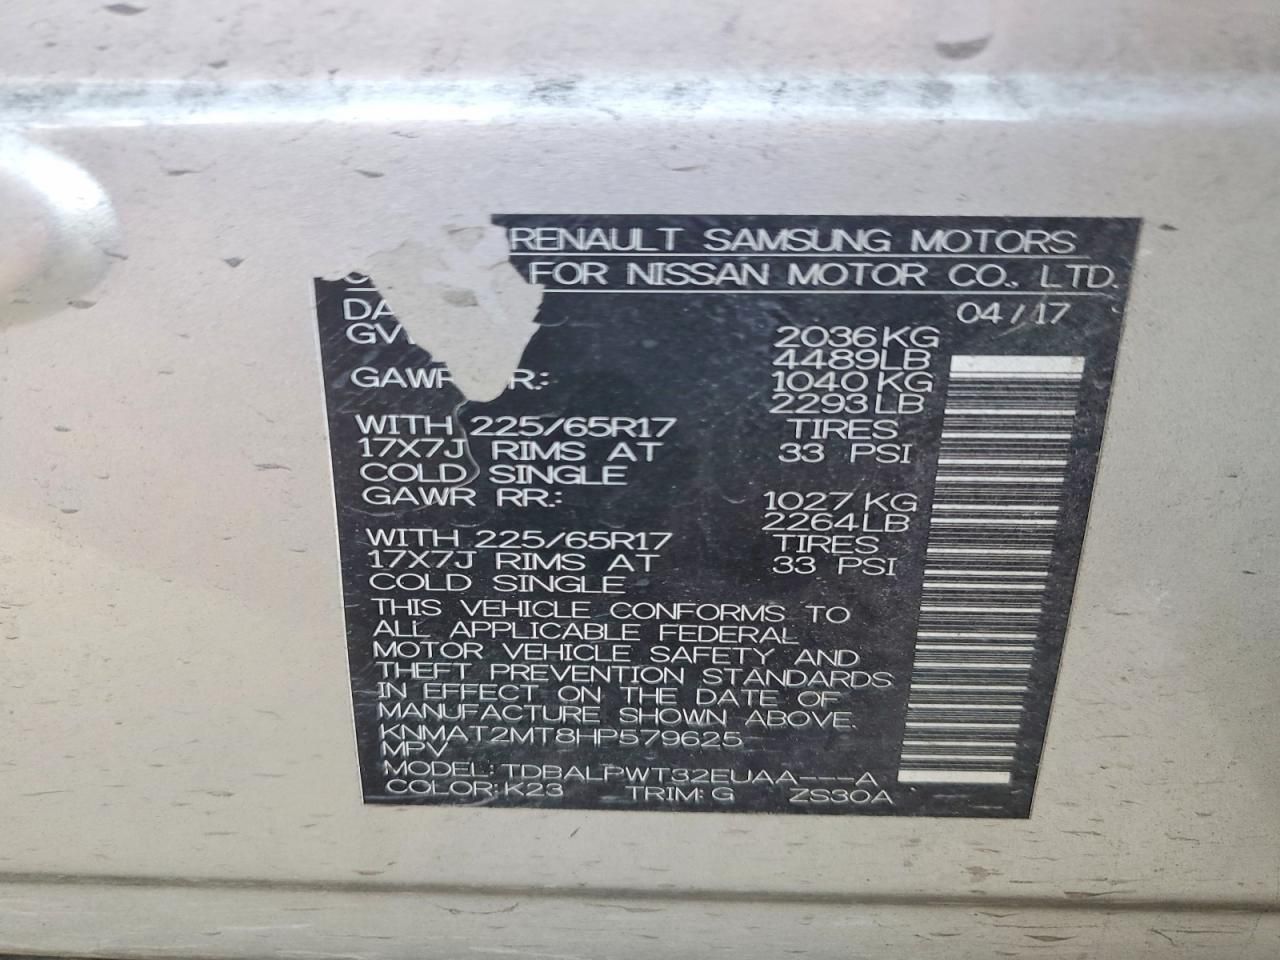 RENAULT SAMSUNG MOTORS
FOR NISSAN MOTOR CO., LTD.
04/17
2036 KG
4489LB
GAWR R.: 1040 KG
2293LB
WITH 225/65R17 TIRES
17X7J RIMS AT 33 PSI
COLD SINGLE
GAWR RR.: 1027 KG
2264LB
WITH 225/65R17 TIRES
17X7J RIMS AT 33 PSI
COLD SINGLE
THIS VEHICLE CONFORMS TO
ALL APPLICABLE FEDERAL
MOTOR VEHICLE SAFETY AND
THEFT PREVENTION STANDARDS
IN EFFECT ON THE DATE OF
MANUFACTURE SHOWN ABOVE.
KNMAT2MT8HP579625
MPV
MODEL: TDBALPWT32EUAA---A
COLOR: K23 TRIM: G ZS30A